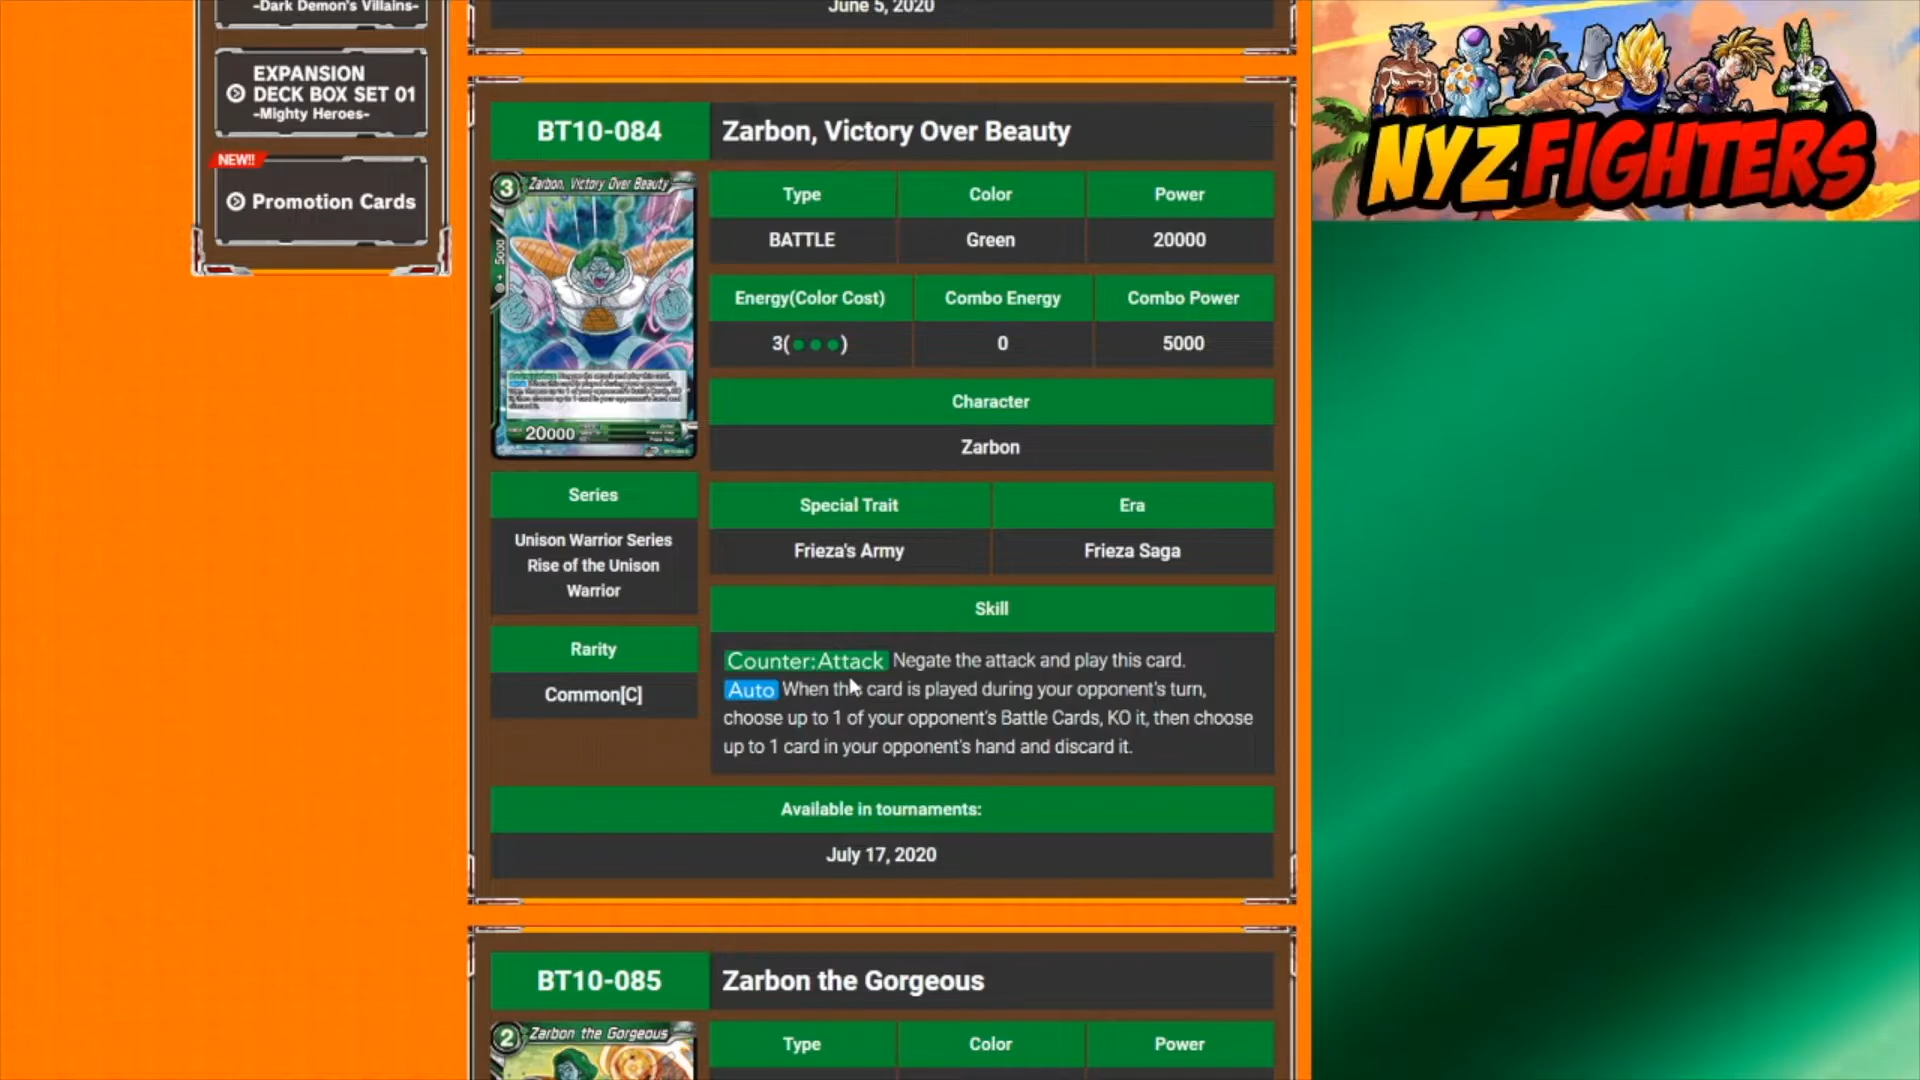 -Dark Demon's Villains-
EXPANSION
DECK BOX SET 01
-Mighty Heroes-
NEW!!
Promotion Cards
June 5, 2020
BT10-084
Zarbon, Victory Over Beauty
3
Zarbon, Victory Over Beauty
5000
20000
Type
Color
Power
BATTLE
Green
20000
Energy(Color Cost)
Combo Energy
Combo Power
3(●●●)
0
5000
Character
Zarbon
Special Trait
Era
Frieza's Army
Frieza Saga
Skill
Counter:Attack Negate the attack and play this card.
Auto When this card is played during your opponent's turn,
choose up to 1 of your opponent's Battle Cards, KO it, then choose
up to 1 card in your opponent's hand and discard it.
Series
Unison Warrior Series
Rise of the Unison
Warrior
Rarity
Common[C]
Available in tournaments:
July 17, 2020
BT10-085
Zarbon the Gorgeous
2
Zarbon the Gorgeous
Type
Color
Power
NYZ FIGHTERS